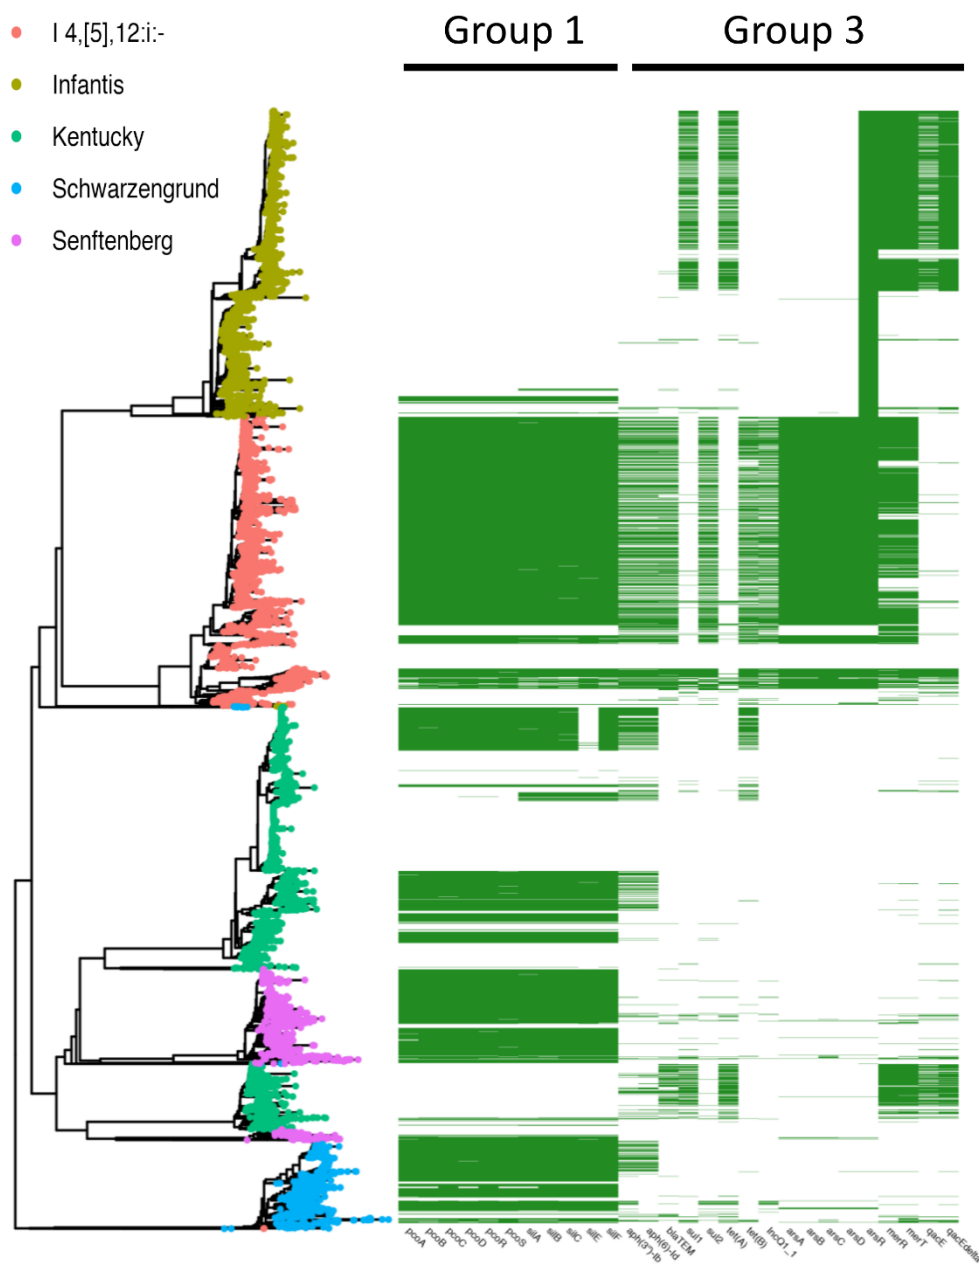 Group 1
Group 3
I 4,[5],12:i:-
Infantis
Kentucky
Schwarzengrund
Senftenberg
pcoA
pcoB
pcoC
pcoD
pcoR
pcoS
silA
silB
silC
silE
silF
aph(3")-Ib
aph(6)-Id
blaTEM
sul1
sul2
tet(A)
tet(B)
IncQ1_1
arsA
arsB
arsC
arsD
arsR
merR
merT
qacE
qacEdelta